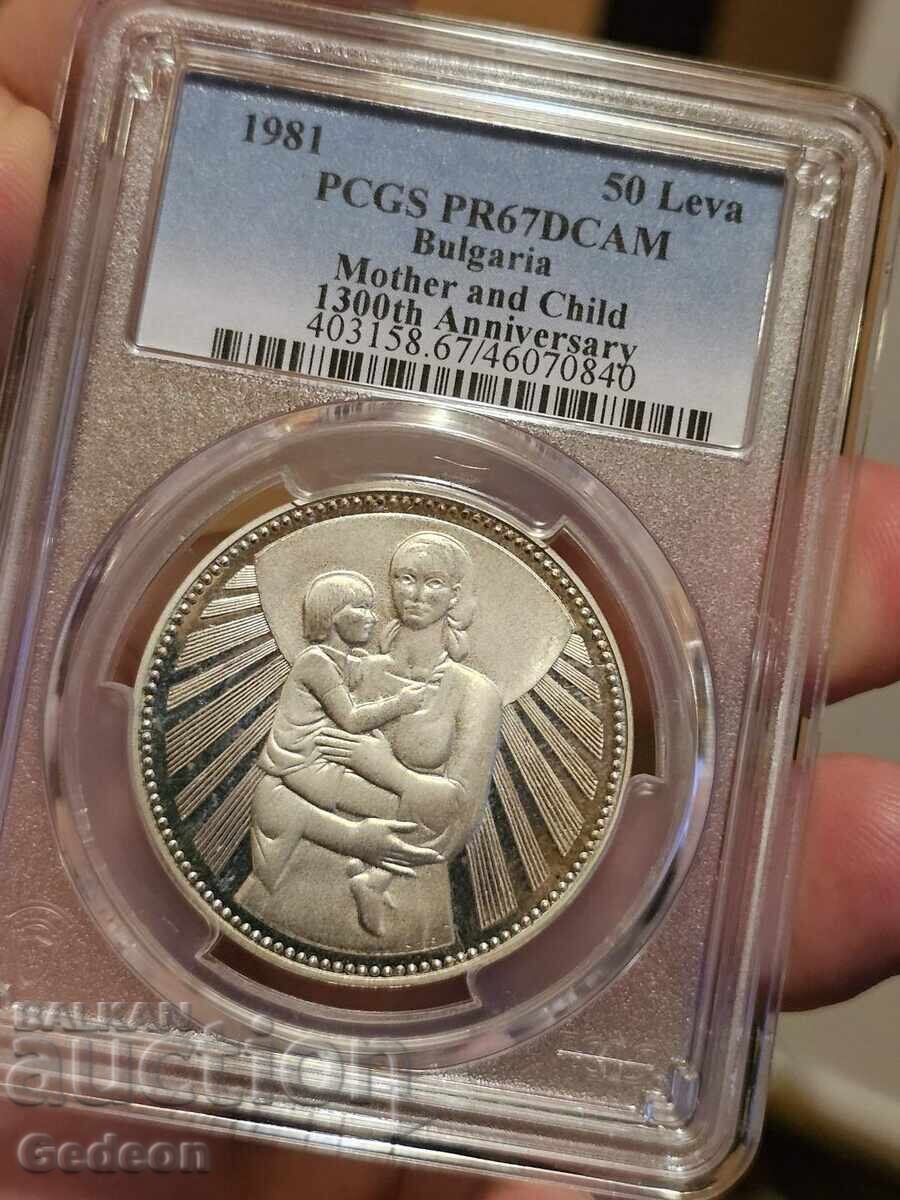 1981
50 Leva
PCGS PR67DCAM
Bulgaria
Mother and Child
1300th Anniversary
403158.67/46070840
BALKAN
auction
Gedeon